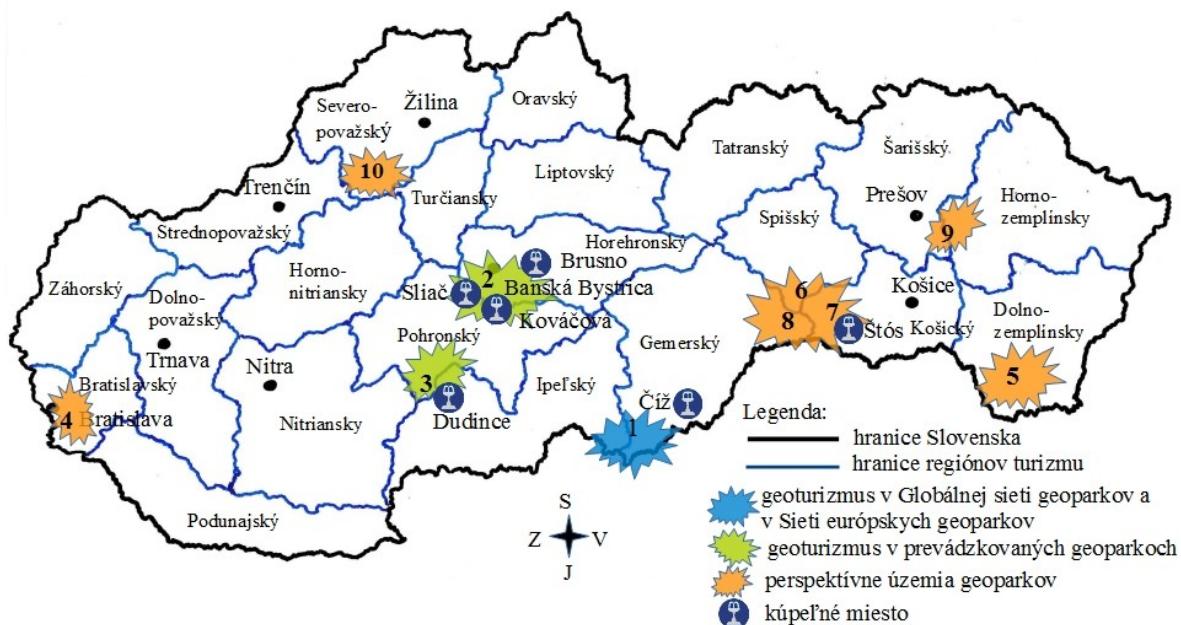 Severo-
považský
Žilina
Oravský
10
Trenčín
Turčiansky
Liptovský
Tatranský
Šarišský
Prešov
Spišský
9
Horno-
zemplínsky
Strednopovažský
Záhorský
Dolno-
považský
Trnava
Horno-
nitriansky
Horehronský
Brusno
2
Sliač
Banská Bystrica
Kováčova
6
7
8
Štós
Košice
Košický
Dolno-
zemplínsky
5
Pohronský
Gemerský
Nitra
Bratislavský
4
Bratislava
Nitriansky
3
Dudince
Ipeľský
Číž
1
Podunajský
S
Z
V
J
Legenda:
hranice Slovenska
hranice regiónov turizmu
geoturizmus v Globálnej sieti geoparkov a
v Sieti európskych geoparkov
geoturizmus v prevádzkovaných geoparkoch
perspektívne územia geoparkov
kúpeľné miesto